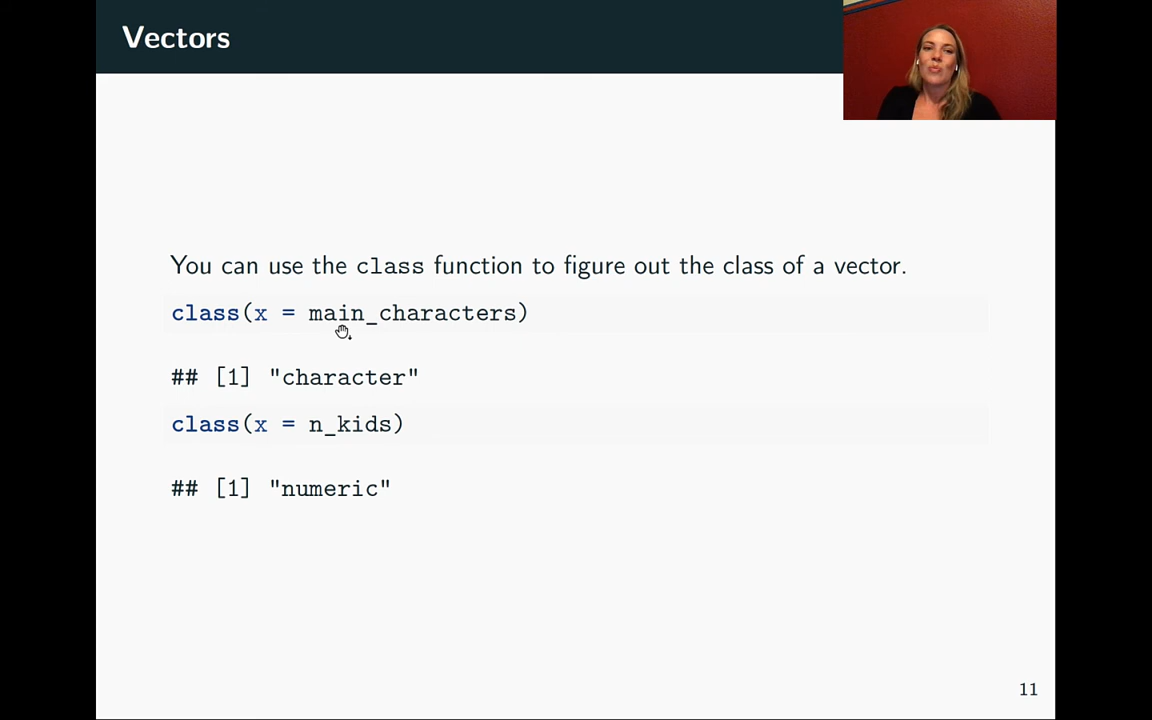 Vectors
You can use the class function to figure out the class of a vector.
class(x = main_characters)
## [1] "character"
class(x = n_kids)
## [1] "numeric"
11